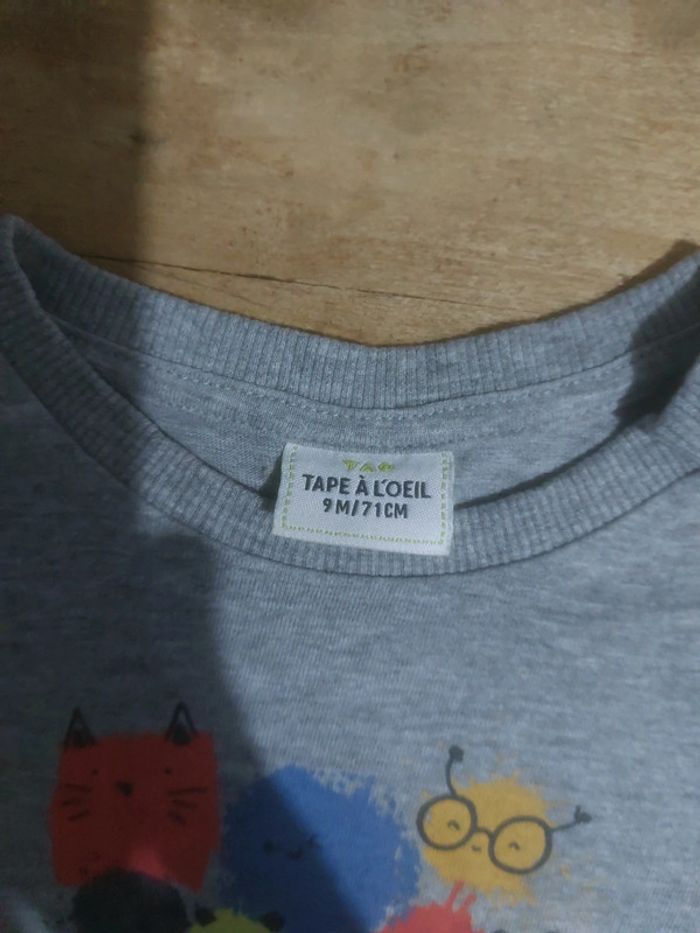 TAO
TAPE À L'OEIL
9M/71CM